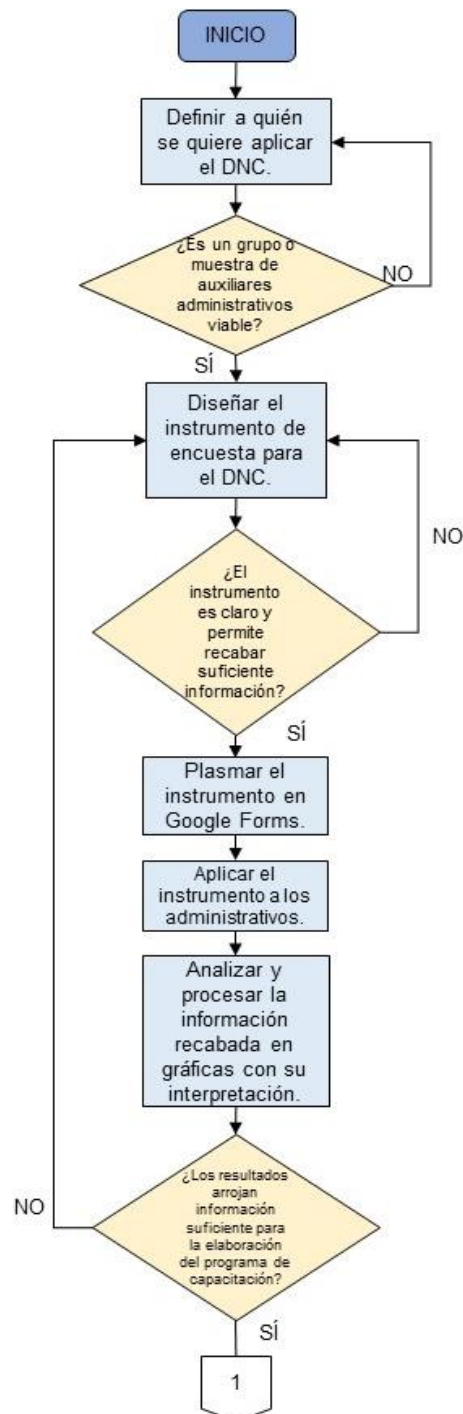 INICIO
Definir a quién
se quiere aplicar
el DNC.
¿Es un grupo o
muestra de
auxiliares
administrativos
viable?
NO
SÍ
Diseñar el
instrumento de
encuesta para
el DNC.
NO
¿El
instrumento
es claro y
permite
recabar
suficiente
información?
SÍ
Plasmar el
instrumento en
Google Forms.
Aplicar el
instrumento a los
administrativos.
Analizar y
procesar la
información
recabada en
gráficas con su
interpretación.
¿Los resultados
arrojan
información
suficiente para
la elaboración
del programa de
capacitación?
NO
SÍ
1